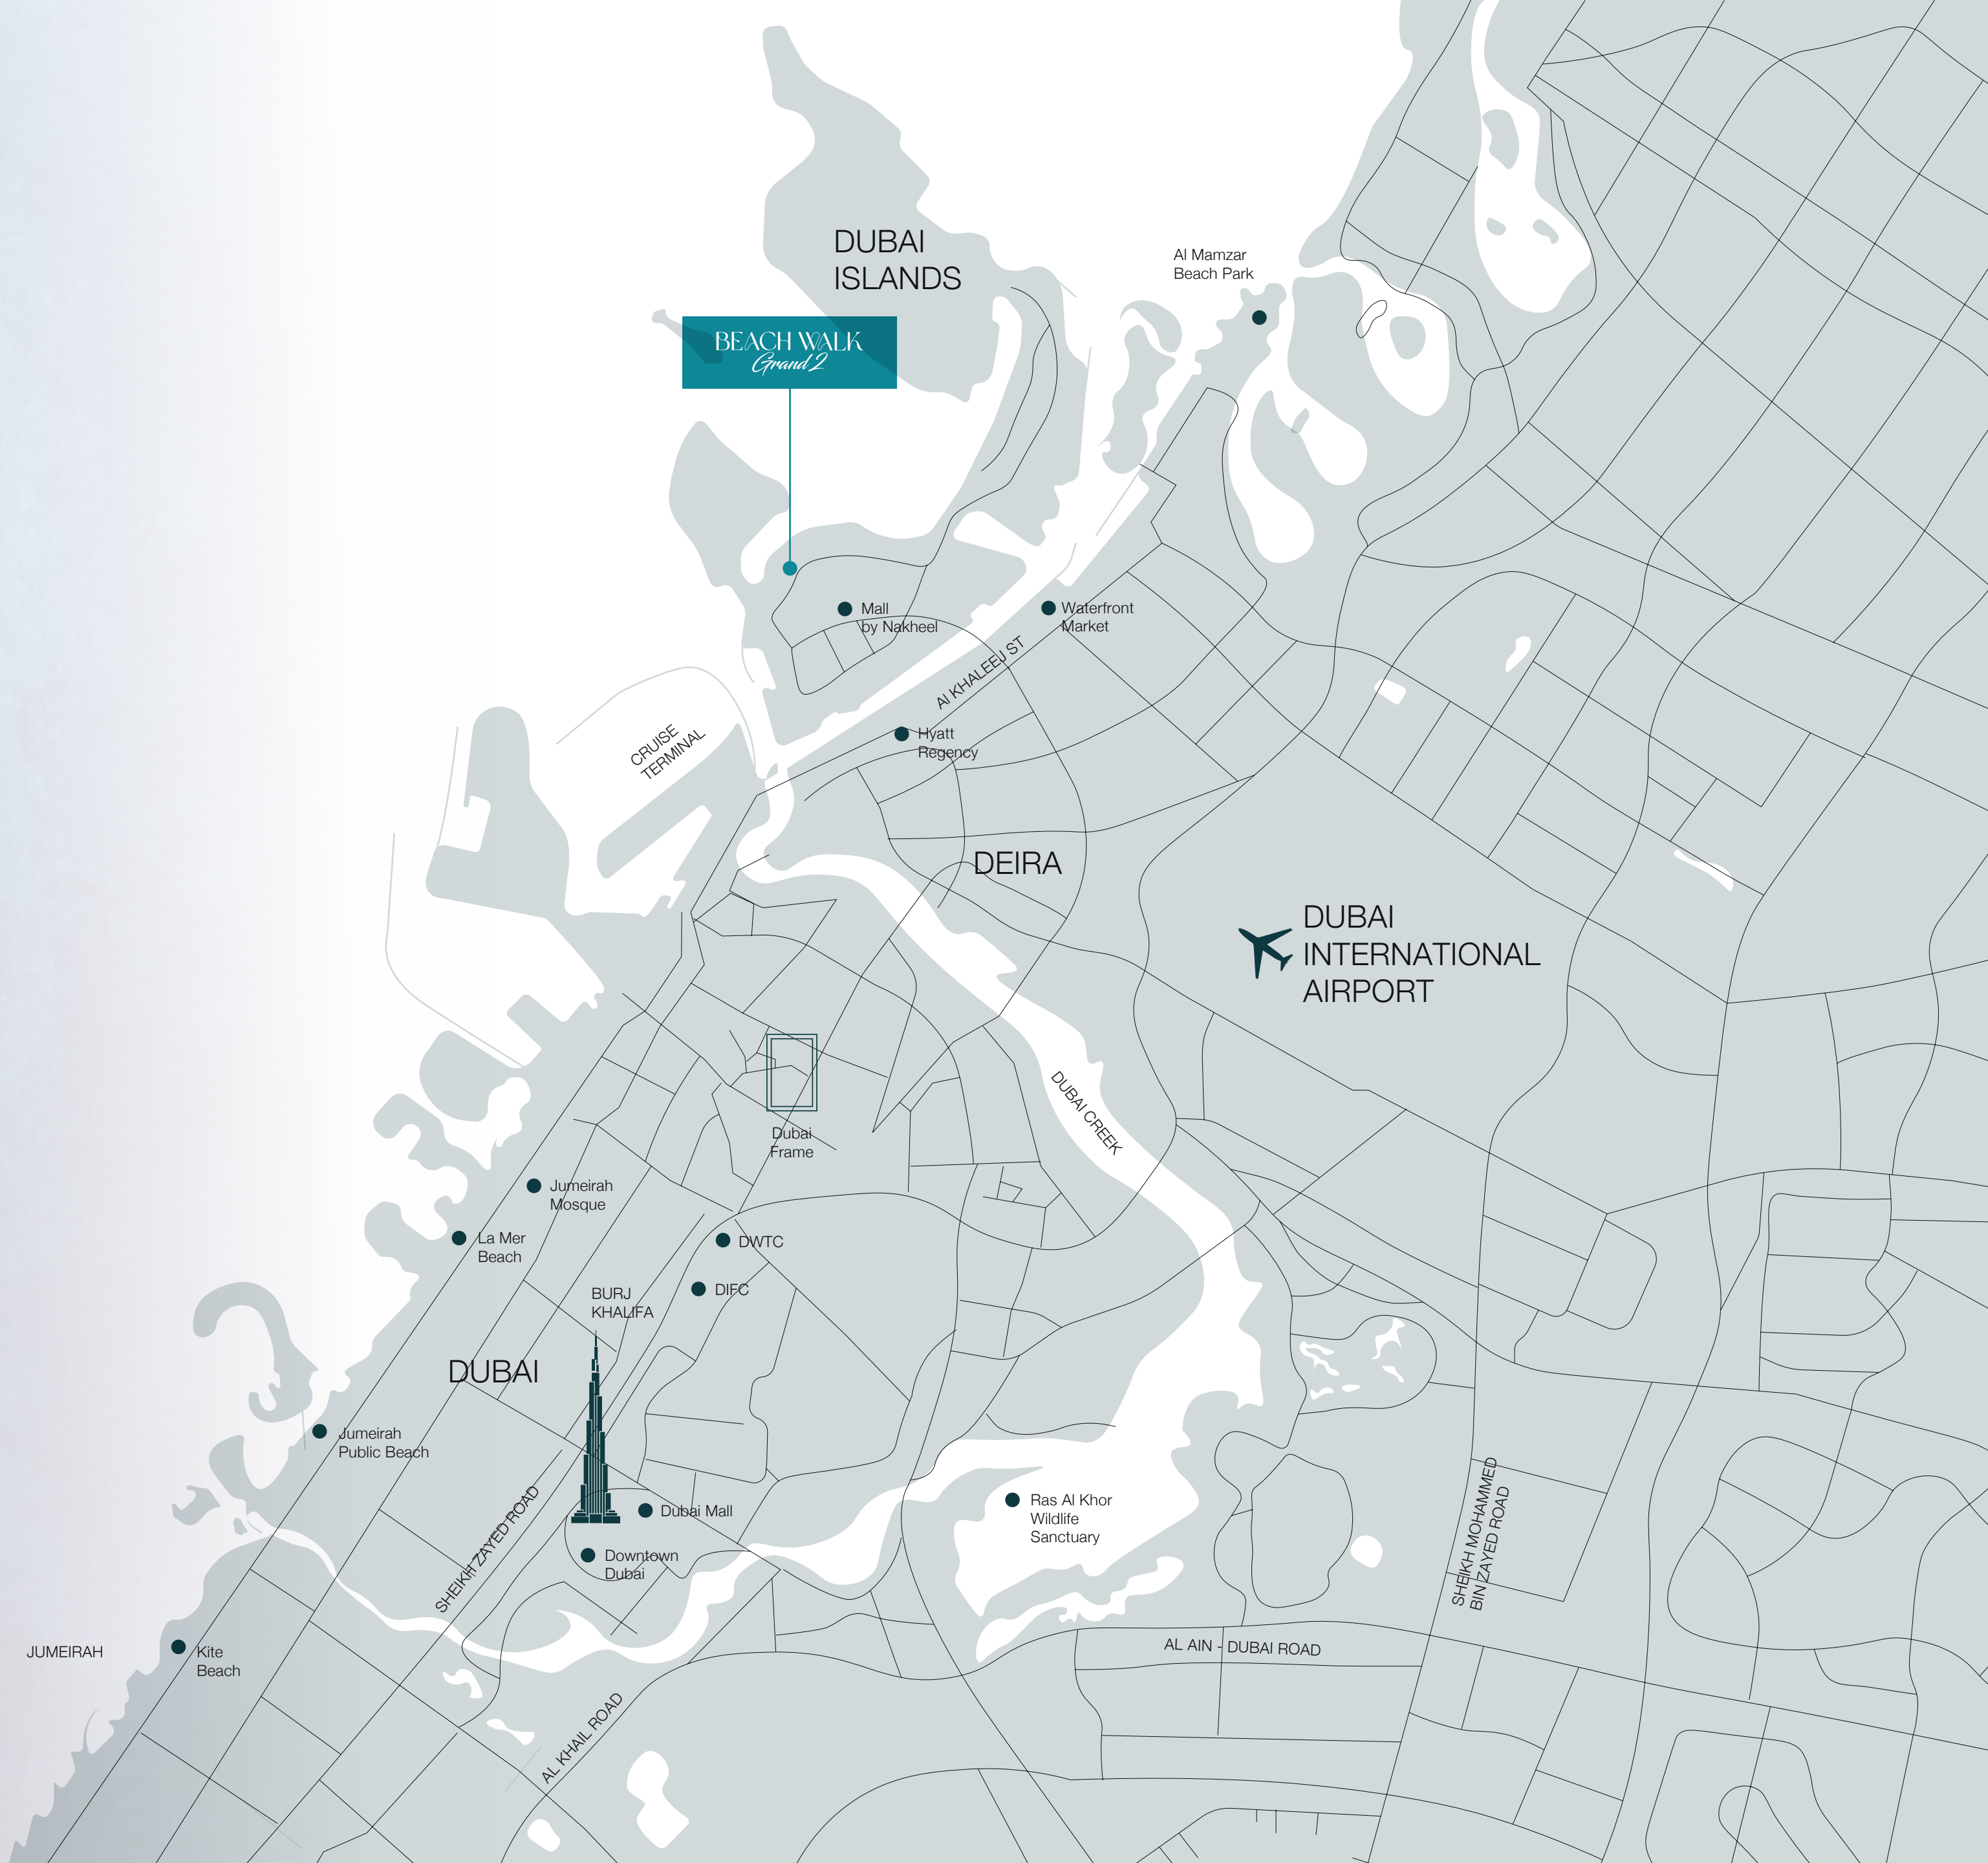 DUBAI
ISLANDS
Al Mamzar
Beach Park
BEACH WALK
Grand 2
Mall
by Nakheel
Waterfront
Market
Al KHALEEJ ST
Hyatt
Regency
CRUISE
TERMINAL
DEIRA
DUBAI
INTERNATIONAL
AIRPORT
DUBAI CREEK
Dubai
Frame
Jumeirah
Mosque
La Mer
Beach
DWTC
DIFC
BURJ
KHALIFA
DUBAI
Jumeirah
Public Beach
SHEIKH ZAYED ROAD
Dubai Mall
Downtown
Dubai
Ras Al Khor
Wildlife
Sanctuary
SHEIKH MOHAMMED
BIN ZAYED ROAD
JUMEIRAH
Kite
Beach
AL AIN - DUBAI ROAD
AL KHAIL ROAD